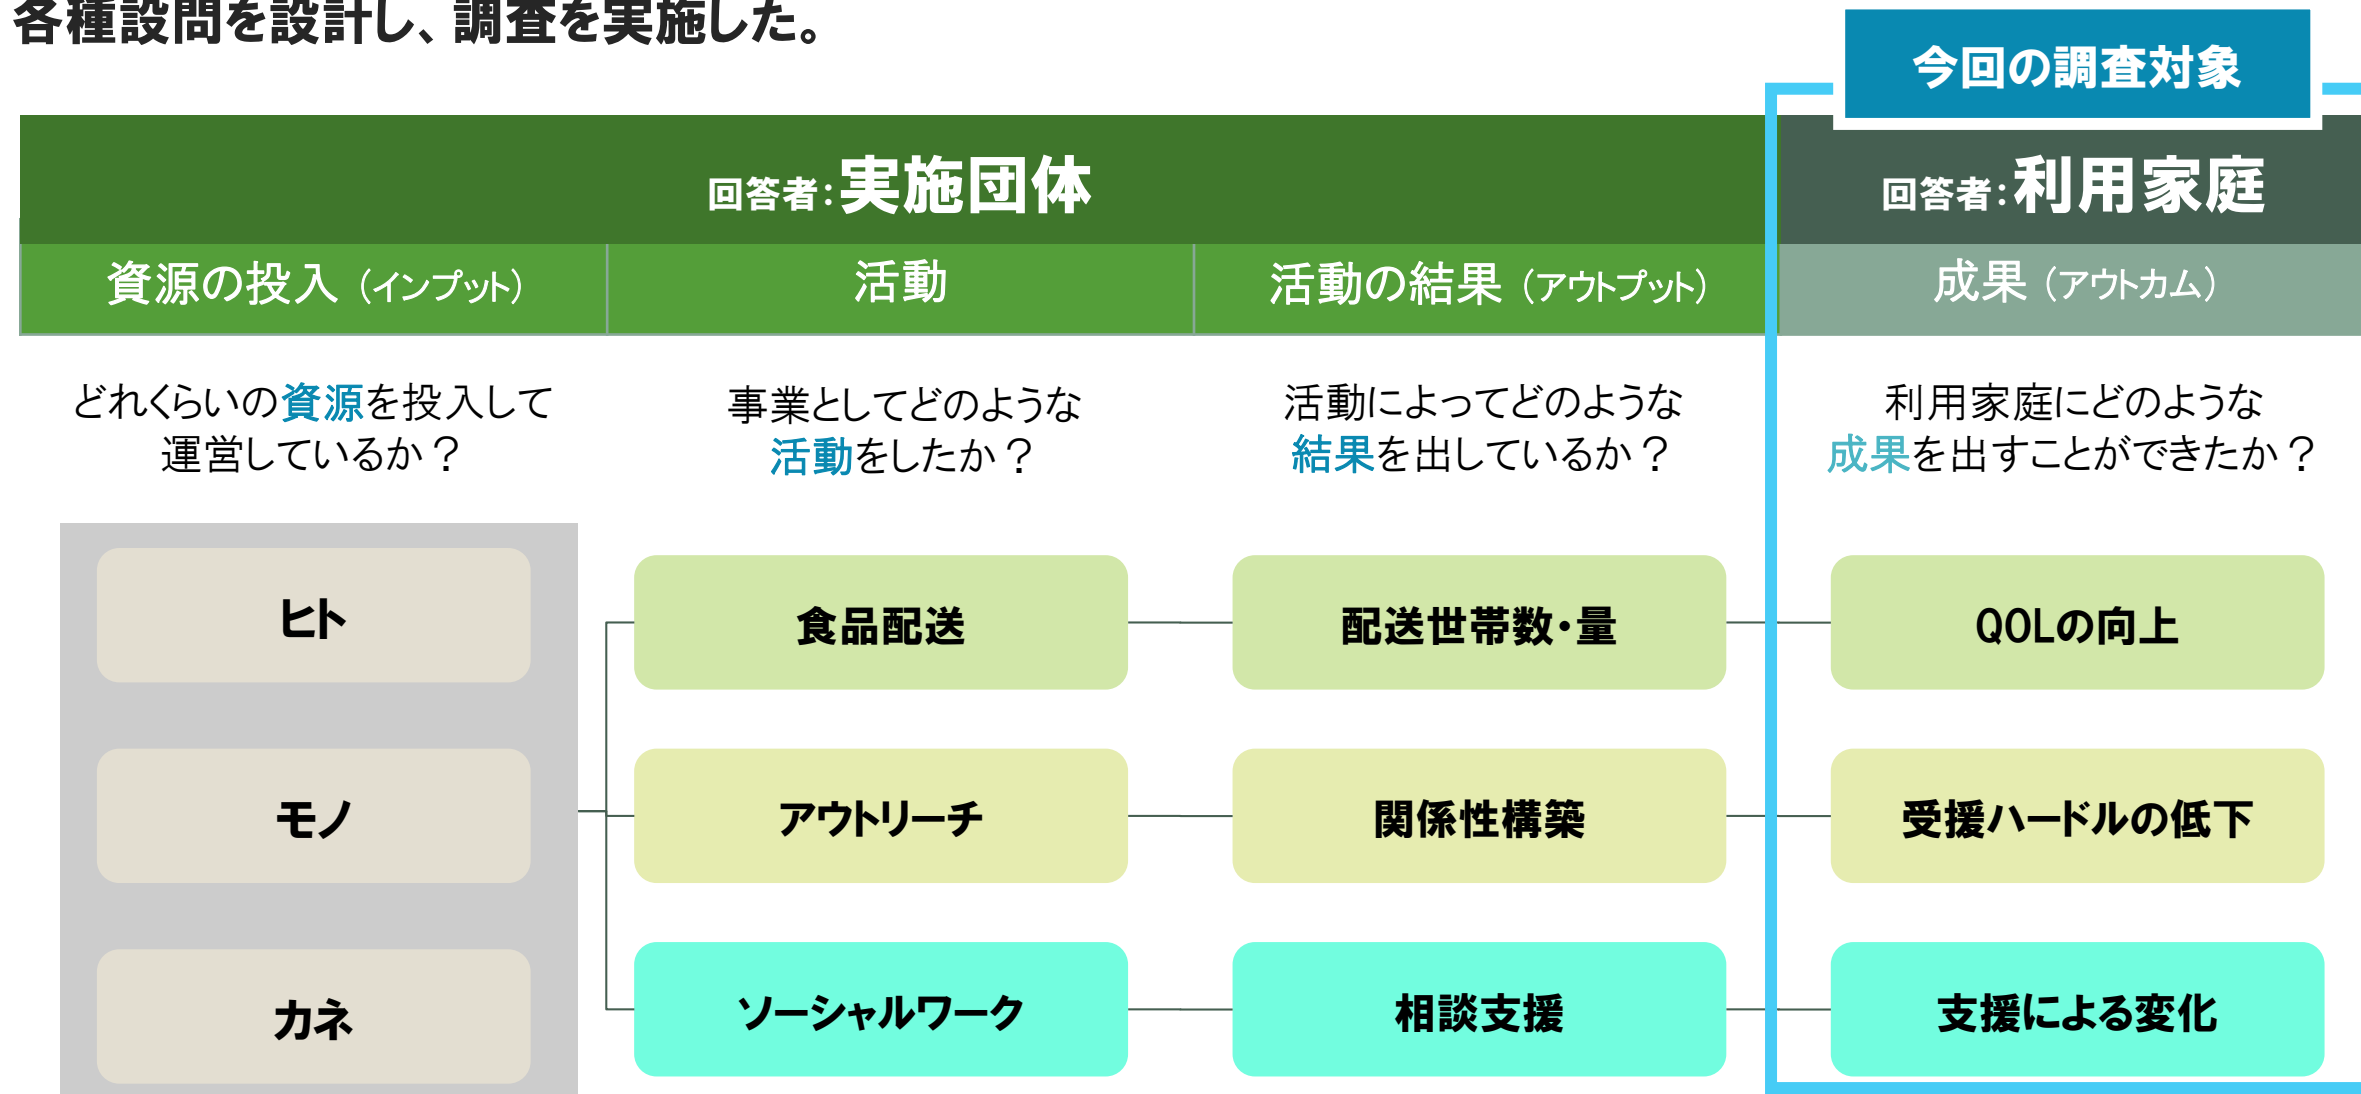 各種設問を設計し、調査を実施した。
今回の調査対象
回答者:実施団体
回答者:利用家庭
資源の投入（インプット）
活動
活動の結果（アウトプット）
成果（アウトカム）
どれくらいの資源を投入して
運営しているか？
事業としてどのような
活動をしたか？
活動によってどのような
結果を出しているか？
利用家庭にどのような
成果を出すことができたか？
ヒト
食品配送
配送世帯数・量
QOLの向上
モノ
アウトリーチ
関係性構築
受援ハードルの低下
カネ
ソーシャルワーク
相談支援
支援による変化